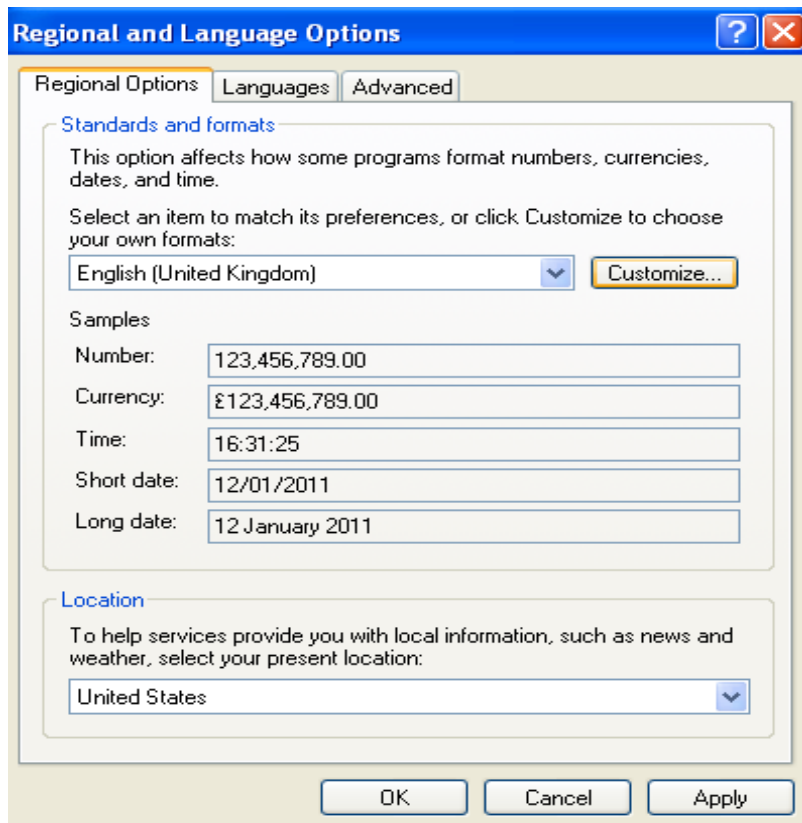 Regional and Language Options
Regional Options Languages Advanced
Standards and formats
This option affects how some programs format numbers, currencies,
dates, and time.
Select an item to match its preferences, or click Customize to choose
your own formats:
English (United Kingdom) Customize...
Samples
Number: 123,456,789.00
Currency: £123,456,789.00
Time: 16:31:25
Short date: 12/01/2011
Long date: 12 January 2011
Location
To help services provide you with local information, such as news and
weather, select your present location:
United States
OK Cancel Apply